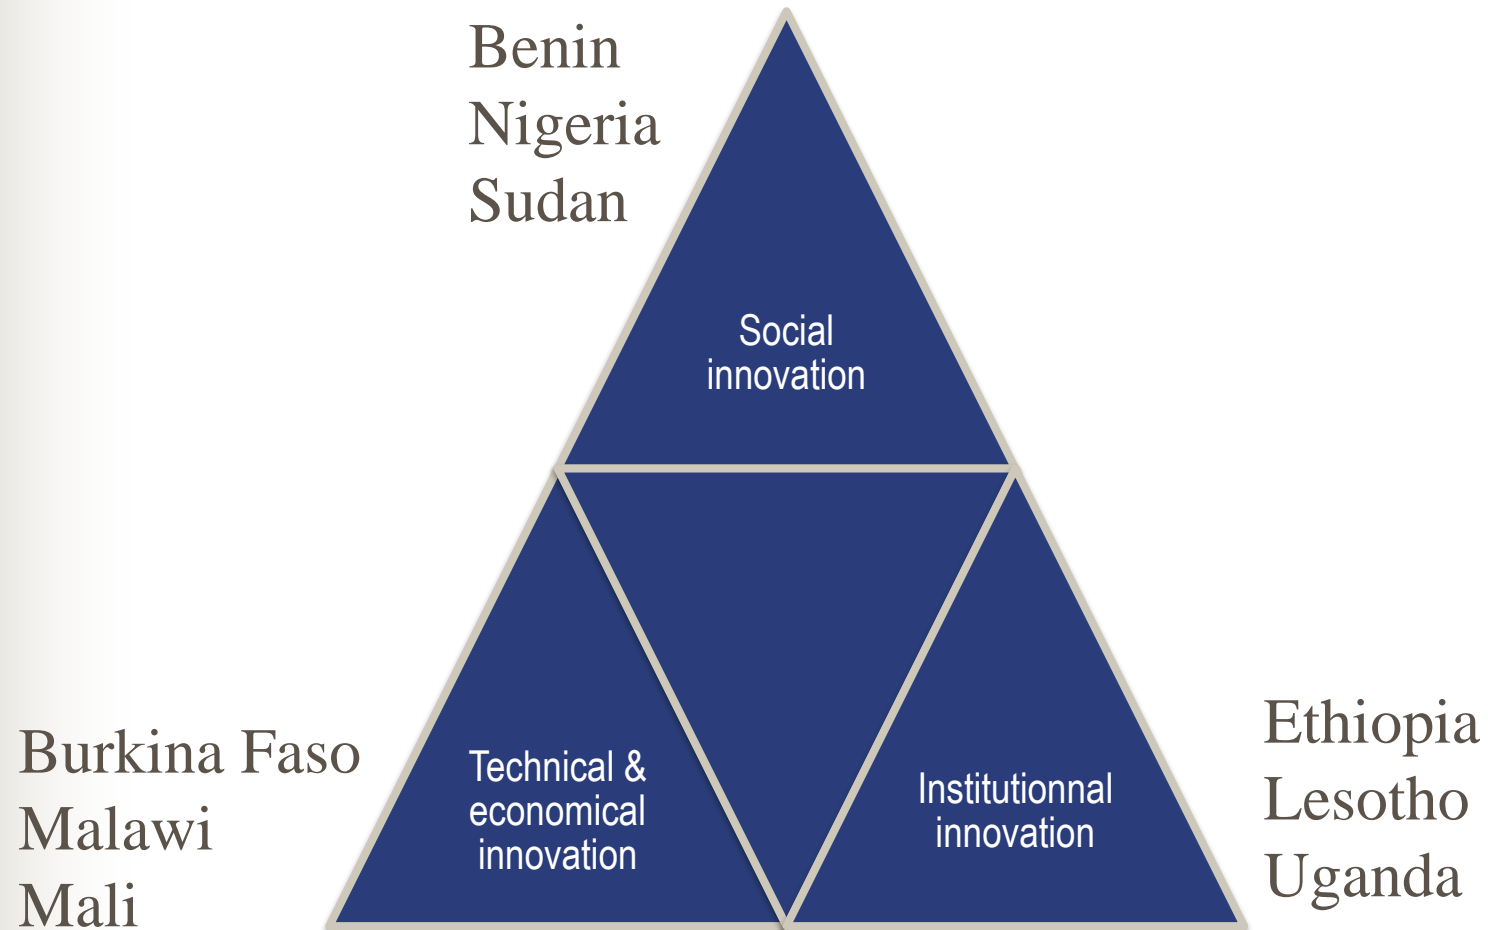 Benin
Nigeria
Sudan
Social
innovation
Burkina Faso
Malawi
Mali
Technical &
economical
innovation
Institutionnal
innovation
Ethiopia
Lesotho
Uganda